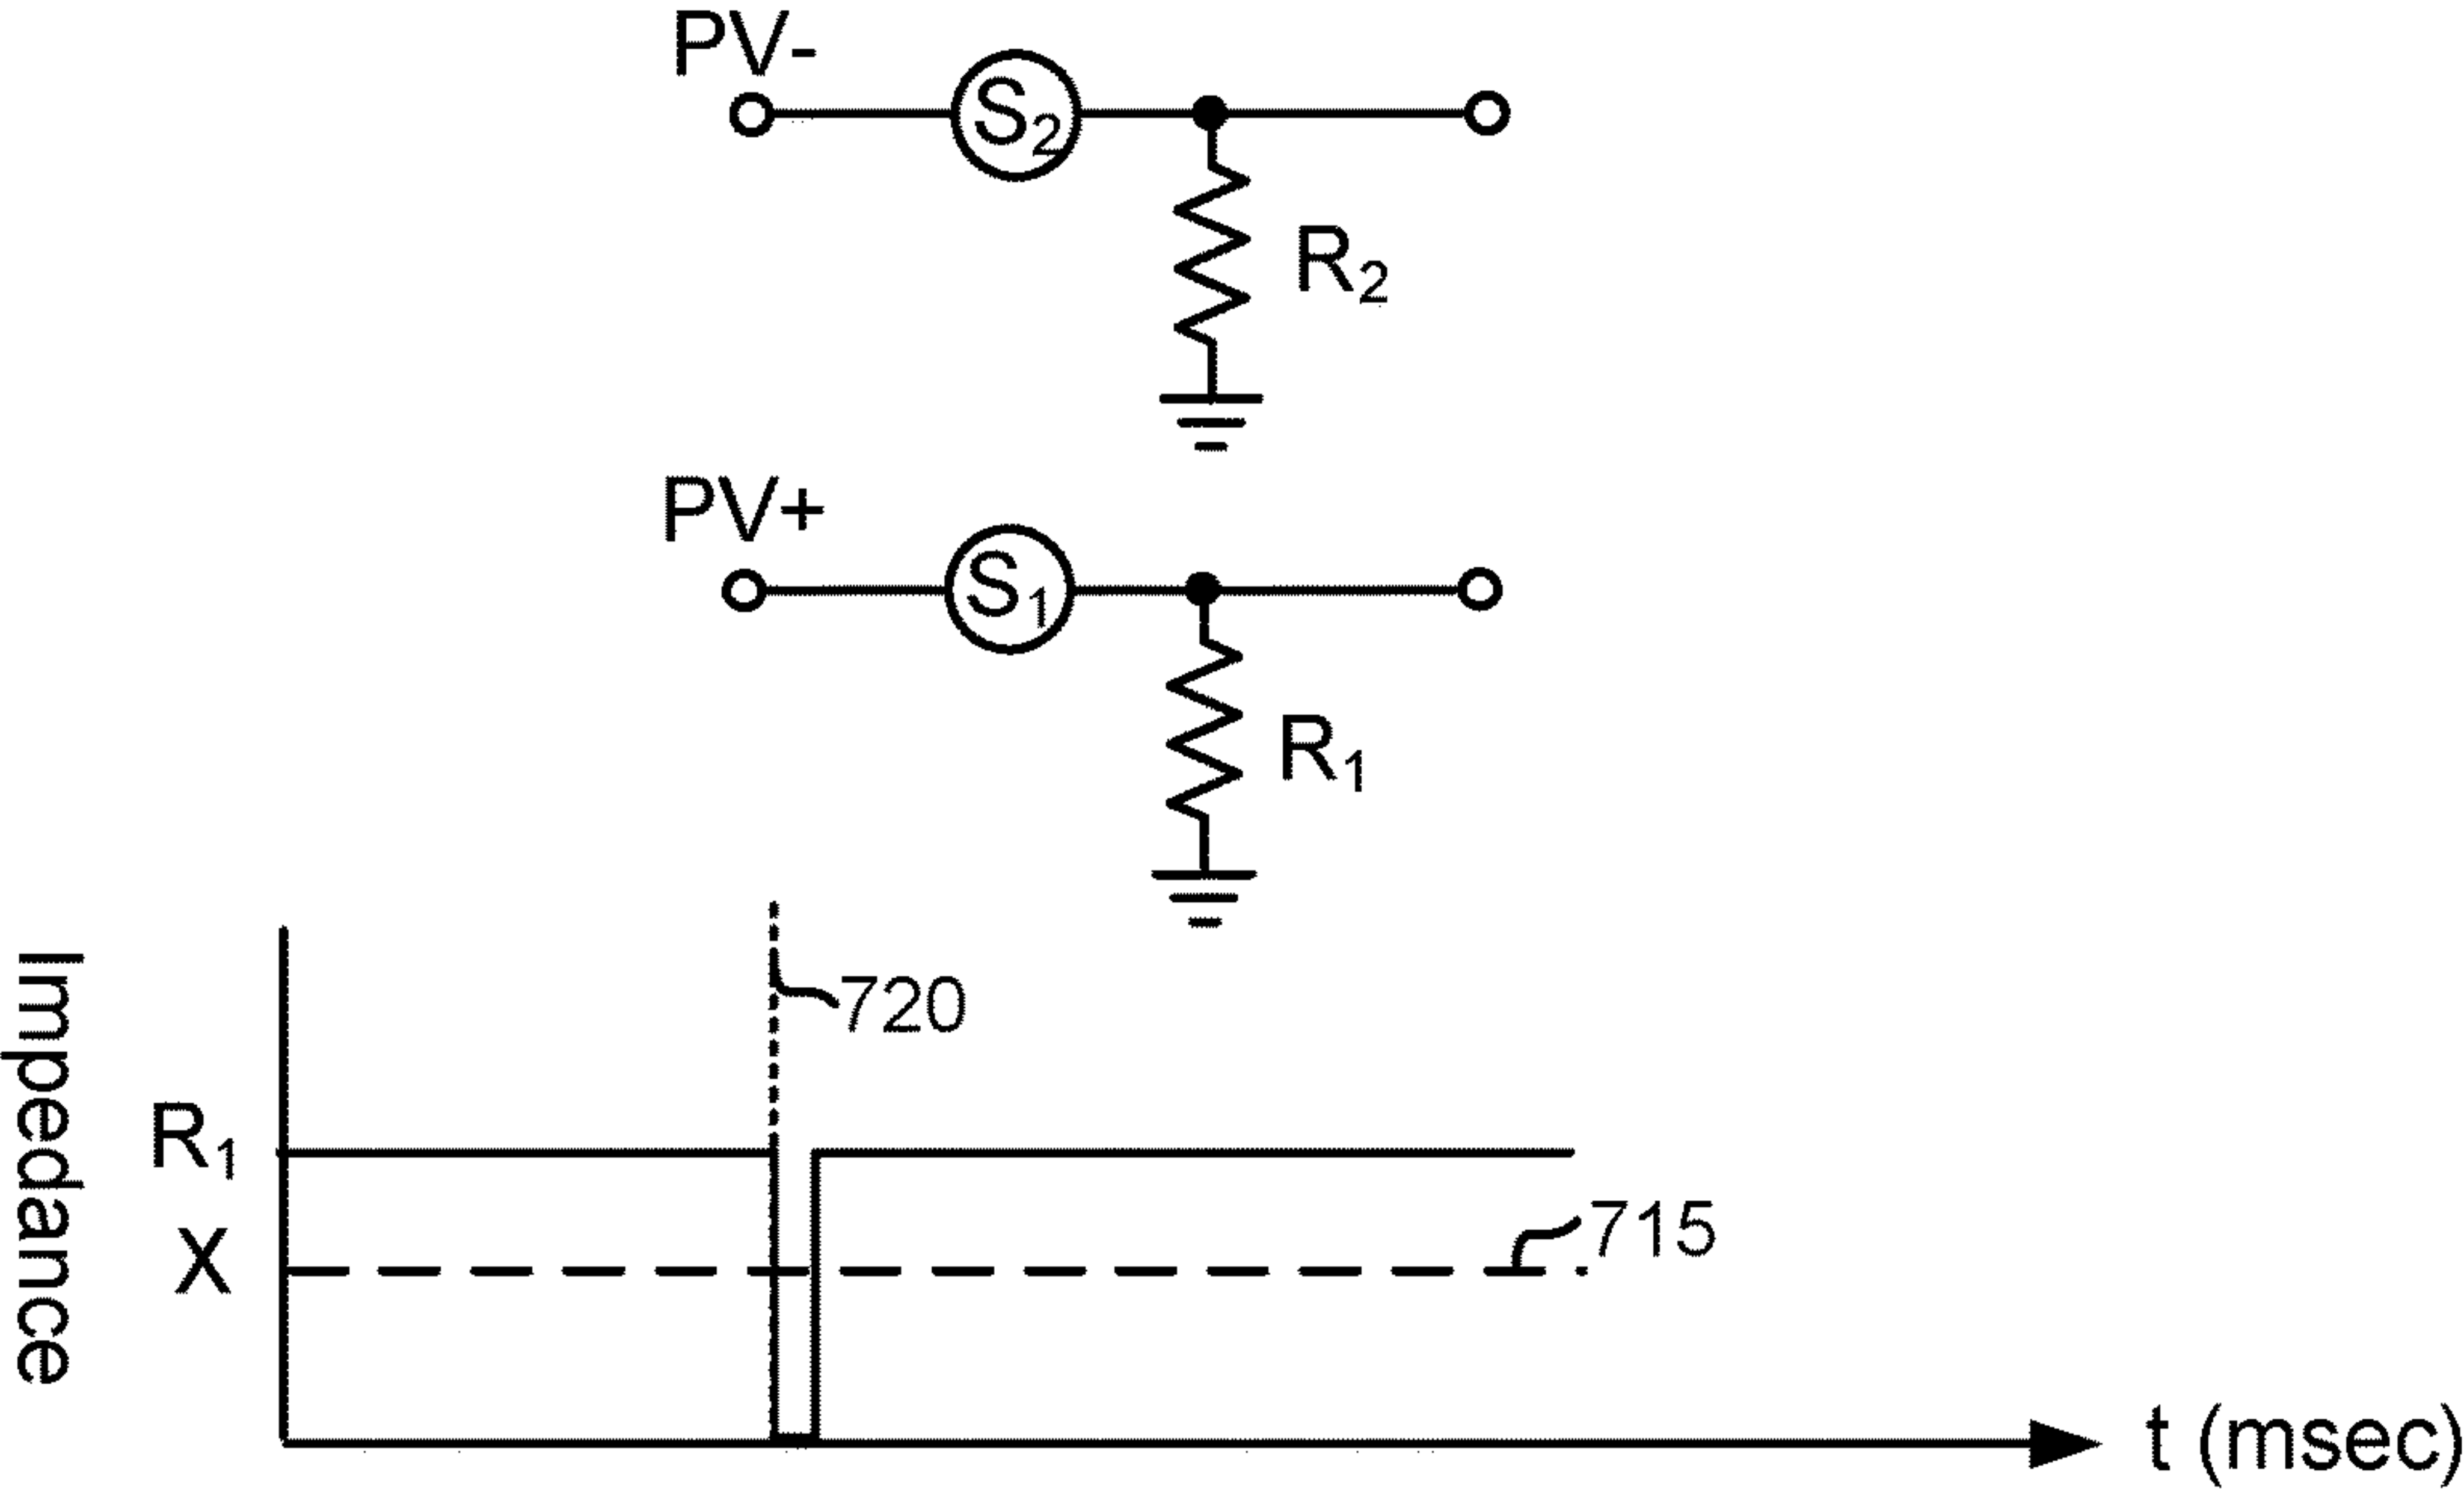 PV-
S2
R2
PV+
S1
R1
720
Impedance
R1
715
X
t (msec)